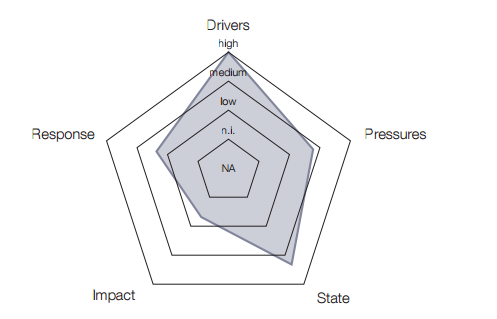 Drivers
high
medium
low
n.i.
NA
Response
Pressures
Impact
State